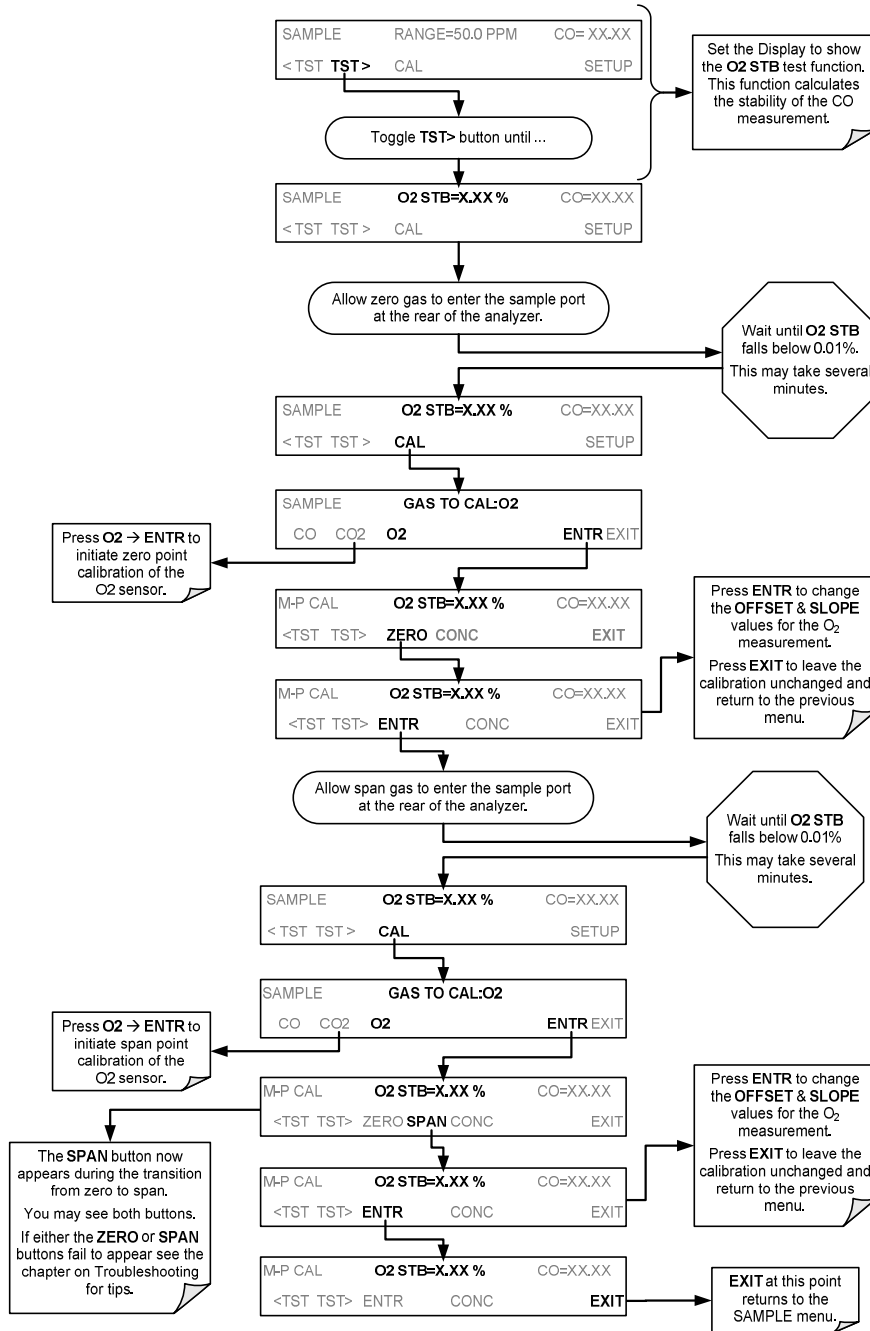 SAMPLE RANGE=50.0 PPM CO= XX.XX
< TST TST > CAL SETUP
Set the Display to show
the O2 STB test function.
This function calculates
the stability of the CO
measurement.
Toggle TST> button until ...
SAMPLE O2 STB=X.XX % CO=XX.XX
< TST TST > CAL SETUP
Allow zero gas to enter the sample port
at the rear of the analyzer.
Wait until O2 STB
falls below 0.01%.
This may take several
minutes.
SAMPLE O2 STB=X.XX % CO=XX.XX
< TST TST > CAL SETUP
SAMPLE GAS TO CAL:O2
CO CO2 O2 ENTR EXIT
Press O2 → ENTR to
initiate zero point
calibration of the
O2 sensor.
M-P CAL O2 STB=X.XX % CO=XX.XX
<TST TST> ZERO CONC EXIT
Press ENTR to change
the OFFSET & SLOPE
values for the O2
measurement.
Press EXIT to leave the
calibration unchanged and
return to the previous
menu.
M-P CAL O2 STB=X.XX % CO=XX.XX
<TST TST> ENTR CONC EXIT
Allow span gas to enter the sample port
at the rear of the analyzer.
Wait until O2 STB
falls below 0.01%
This may take several
minutes.
SAMPLE O2 STB=X.XX % CO=XX.XX
< TST TST > CAL SETUP
SAMPLE GAS TO CAL:O2
CO CO2 O2 ENTR EXIT
Press O2 → ENTR to
initiate span point
calibration of the
O2 sensor.
M-P CAL O2 STB=X.XX % CO=XX.XX
<TST TST> ZERO SPAN CONC EXIT
The SPAN button now
appears during the transition
from zero to span.
You may see both buttons.
If either the ZERO or SPAN
buttons fail to appear see the
chapter on Troubleshooting
for tips.
Press ENTR to change
the OFFSET & SLOPE
values for the O2
measurement.
Press EXIT to leave the
calibration unchanged and
return to the previous
menu.
M-P CAL O2 STB=X.XX % CO=XX.XX
<TST TST> ENTR CONC EXIT
M-P CAL O2 STB=X.XX % CO=XX.XX
<TST TST> ENTR CONC EXIT
EXIT at this point
returns to the
SAMPLE menu.